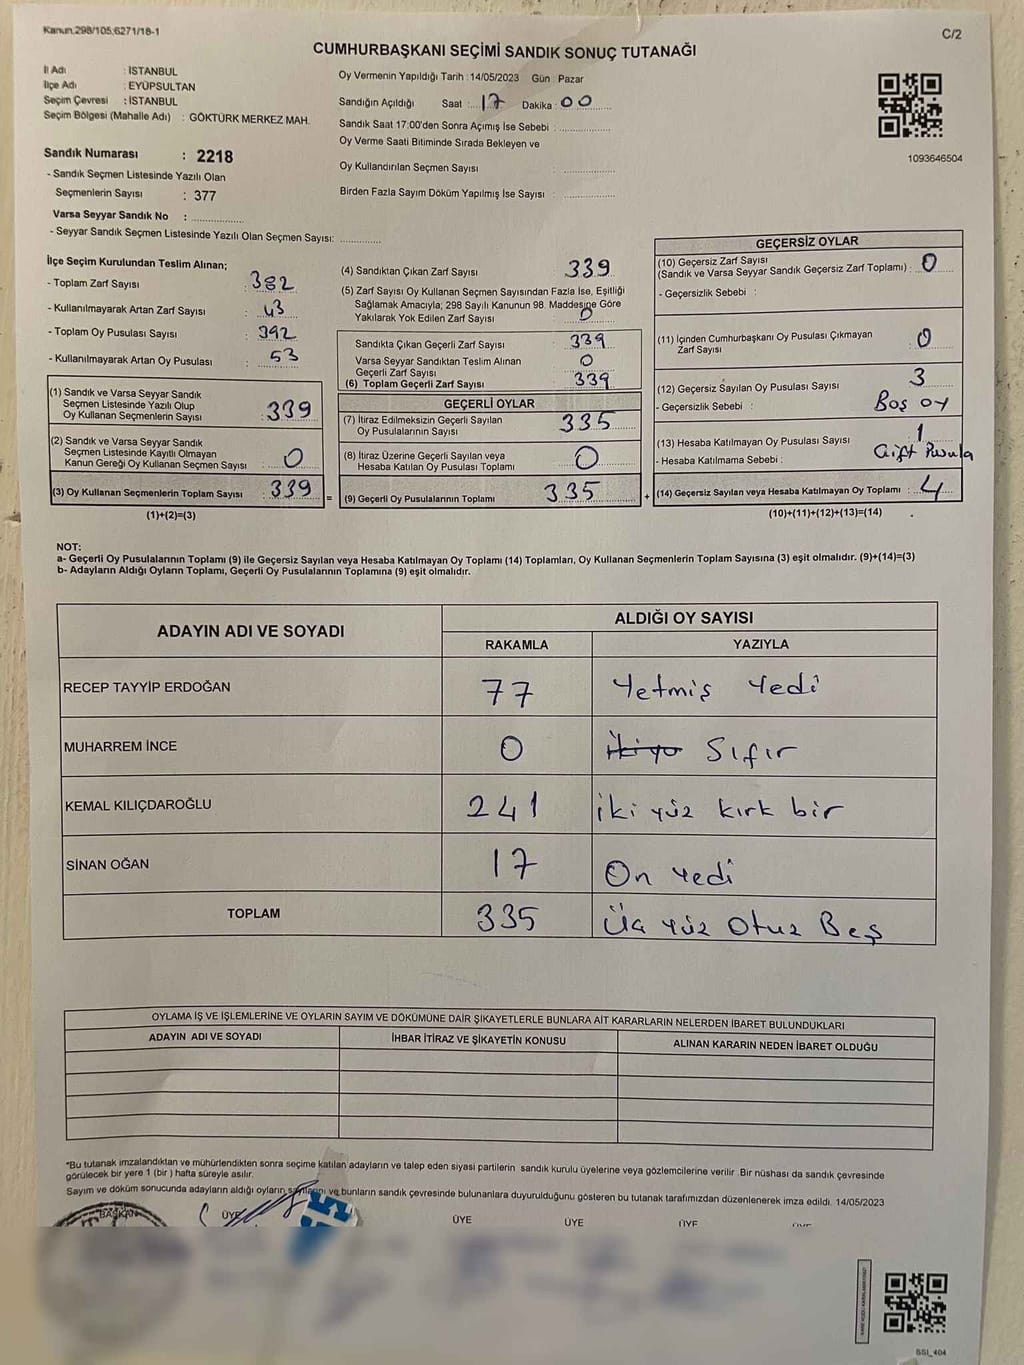 Kanun,298/105,6271/18-1
C/2
CUMHURBAŞKANI SEÇİMİ SANDIK SONUÇ TUTANAĞI
İl Adı : İSTANBUL
İlçe Adı : EYÜPSULTAN
Seçim Çevresi : İSTANBUL
Seçim Bölgesi (Mahalle Adı) : GÖKTÜRK MERKEZ MAH.
Sandık Numarası : 2218
- Sandık Seçmen Listesinde Yazılı Olan
Seçmenlerin Sayısı : 377
Varsa Seyyar Sandık No :
- Seyyar Sandık Seçmen Listesinde Yazılı Olan Seçmen Sayısı:
Oy Vermenin Yapıldığı Tarih : 14/05/2023 Gün : Pazar
Sandığın Açıldığı Saat : 17 Dakika : 00
Sandık Saat 17:00'den Sonra Açımış İse Sebebi :
Oy Verme Saati Bitiminde Sırada Bekleyen ve
Oy Kullandırılan Seçmen Sayısı :
Birden Fazla Sayım Döküm Yapılmış İse Sayısı :
1093646504
İlçe Seçim Kurulundan Teslim Alınan;
- Toplam Zarf Sayısı : 382
- Kullanılmayarak Artan Zarf Sayısı : 43
- Toplam Oy Pusulası Sayısı : 392
- Kullanılmayarak Artan Oy Pusulası : 53
(1) Sandık ve Varsa Seyyar Sandık
Seçmen Listesinde Yazılı Olup
Oy Kullanan Seçmenlerin Sayısı : 339
(2) Sandık ve Varsa Seyyar Sandık
Seçmen Listesinde Kayıtlı Olmayan
Kanun Gereği Oy Kullanan Seçmen Sayısı : 0
(3) Oy Kullanan Seçmenlerin Toplam Sayısı : 339
(1)+(2)=(3)
=
(4) Sandıktan Çıkan Zarf Sayısı : 339
(5) Zarf Sayısı Oy Kullanan Seçmen Sayısından Fazla İse, Eşitliği
Sağlamak Amacıyla; 298 Sayılı Kanunun 98. Maddesine Göre
Yakılarak Yok Edilen Zarf Sayısı : 0
Sandıkta Çıkan Geçerli Zarf Sayısı : 339
Varsa Seyyar Sandıktan Teslim Alınan
Geçerli Zarf Sayısı : 0
(6) Toplam Geçerli Zarf Sayısı : 339
GEÇERLİ OYLAR
(7) İtiraz Edilmeksizin Geçerli Sayılan
Oy Pusulalarının Sayısı : 335
(8) İtiraz Üzerine Geçerli Sayılan veya
Hesaba Katılan Oy Pusulası Toplamı : 0
(9) Geçerli Oy Pusulalarının Toplamı : 335
+
GEÇERSİZ OYLAR
(10) Geçersiz Zarf Sayısı
(Sandık ve Varsa Seyyar Sandık Geçersiz Zarf Toplamı) : 0
- Geçersizlik Sebebi :
(11) İçinden Cumhurbaşkanı Oy Pusulası Çıkmayan
Zarf Sayısı : 0
(12) Geçersiz Sayılan Oy Pusulası Sayısı : 3
- Geçersizlik Sebebi : Boş oy
(13) Hesaba Katılmayan Oy Pusulası Sayısı : 1
- Hesaba Katılmama Sebebi : Çift Pusula
(14) Geçersiz Sayılan veya Hesaba Katılmayan Oy Toplamı : 4
(10)+(11)+(12)+(13)=(14)
NOT:
a- Geçerli Oy Pusulalarının Toplamı (9) ile Geçersiz Sayılan veya Hesaba Katılmayan Oy Toplamı (14) Toplamları, Oy Kullanan Seçmenlerin Toplam Sayısına (3) eşit olmalıdır. (9)+(14)=(3)
b- Adayların Aldığı Oyların Toplamı, Geçerli Oy Pusulalarının Toplamına (9) eşit olmalıdır.
ADAYIN ADI VE SOYADI ALDIĞI OY SAYISI
RAKAMLA YAZIYLA
RECEP TAYYİP ERDOĞAN 77 Yetmiş Yedi
MUHARREM İNCE 0 Sıfır
KEMAL KILIÇDAROĞLU 241 iki yüz kırk bir
SİNAN OĞAN 17 On yedi
TOPLAM 335 Üç yüz Otuz Beş
OYLAMA İŞ VE İŞLEMLERİNE VE OYLARIN SAYIM VE DÖKÜMÜNE DAİR ŞİKAYETLERLE BUNLARA AİT KARARLARIN NELERDEN İBARET BULUNDUKLARI
ADAYIN ADI VE SOYADI İHBAR İTİRAZ VE ŞİKAYETİN KONUSU ALINAN KARARIN NEDEN İBARET OLDUĞU
*Bu tutanak imzalandıktan ve mühürlendikten sonra seçime katılan adayların ve talep eden siyasi partilerin sandık kurulu üyelerine veya gözlemcilerine verilir .Bir nüshası da sandık çevresinde
görülecek bir yere 1 (bir ) hafta süreyle asılır.
Sayım ve döküm sonucunda adayların aldığı oyların sayılarını ve bunların sandık çevresinde bulunanlara duyurulduğunu gösteren bu tutanak tarafımızdan düzenlenerek imza edildi. 14/05/2023
BAŞKAN ÜYE ÜYE ÜYE ÜYE
SSI_404